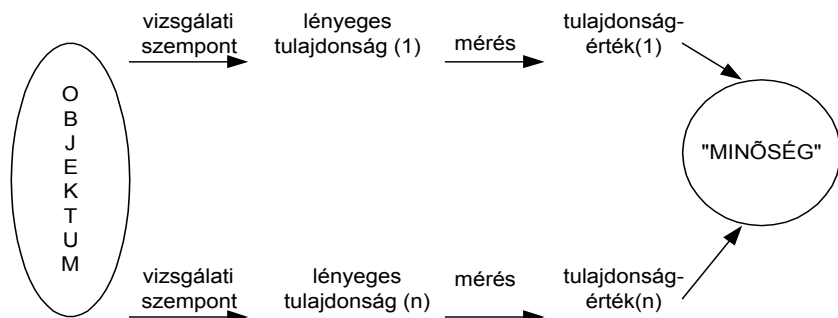 O
B
J
E
K
T
U
M
vizsgálati
szempont
lényeges
tulajdonság (1)
mérés
tulajdonság-
érték(1)
"MINÕSÉG"
vizsgálati
szempont
lényeges
tulajdonság (n)
mérés
tulajdonság-
érték(n)